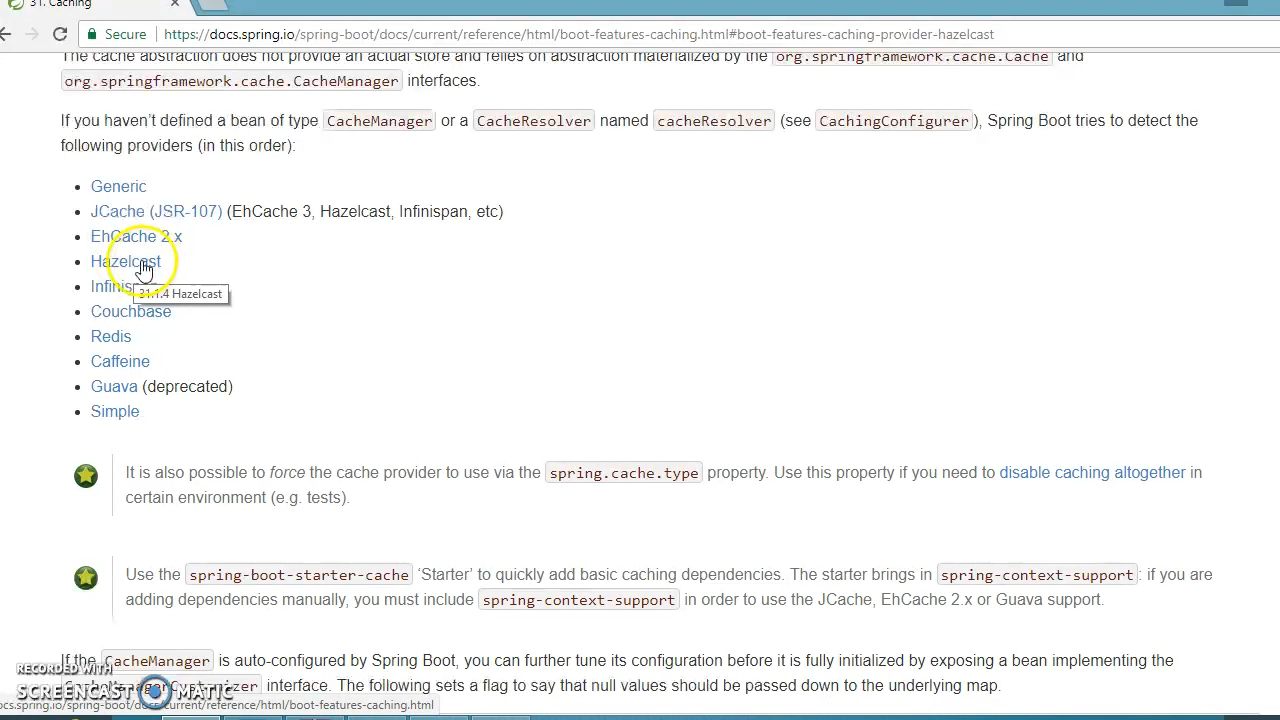 31. Caching
Secure https://docs.spring.io/spring-boot/docs/current/reference/html/boot-features-caching.html#boot-features-caching-provider-hazelcast
The cache abstraction does not provide an actual store and relies on abstraction materialized by the org.springframework.cache.Cache and
org.springframework.cache.CacheManager interfaces.
If you haven't defined a bean of type CacheManager or a CacheResolver named cacheResolver (see CachingConfigurer), Spring Boot tries to detect the
following providers (in this order):
• Generic
• JCache (JSR-107) (EhCache 3, Hazelcast, Infinispan, etc)
• EhCache 2.x
• Hazelcast
• Infinis
31.1.4 Hazelcast
• Couchbase
• Redis
• Caffeine
• Guava (deprecated)
• Simple
It is also possible to force the cache provider to use via the spring.cache.type property. Use this property if you need to disable caching altogether in
certain environment (e.g. tests).
Use the spring-boot-starter-cache ‘Starter’ to quickly add basic caching dependencies. The starter brings in spring-context-support: if you are
adding dependencies manually, you must include spring-context-support in order to use the JCache, EhCache 2.x or Guava support.
If the CacheManager is auto-configured by Spring Boot, you can further tune its configuration before it is fully initialized by exposing a bean implementing the
interface. The following sets a flag to say that null values should be passed down to the underlying map.
RECORDED WITH
SCREENCAST MATIC
ocs.spring.io/spring-boot/docs/current/reference/html/boot-features-caching.html